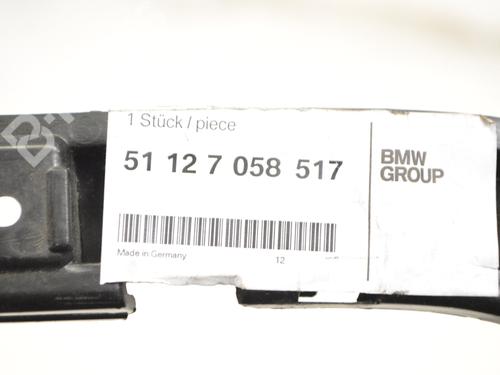 1 Stück / piece
51 12 7 058 517
BMW
GROUP
Made in Germany
12